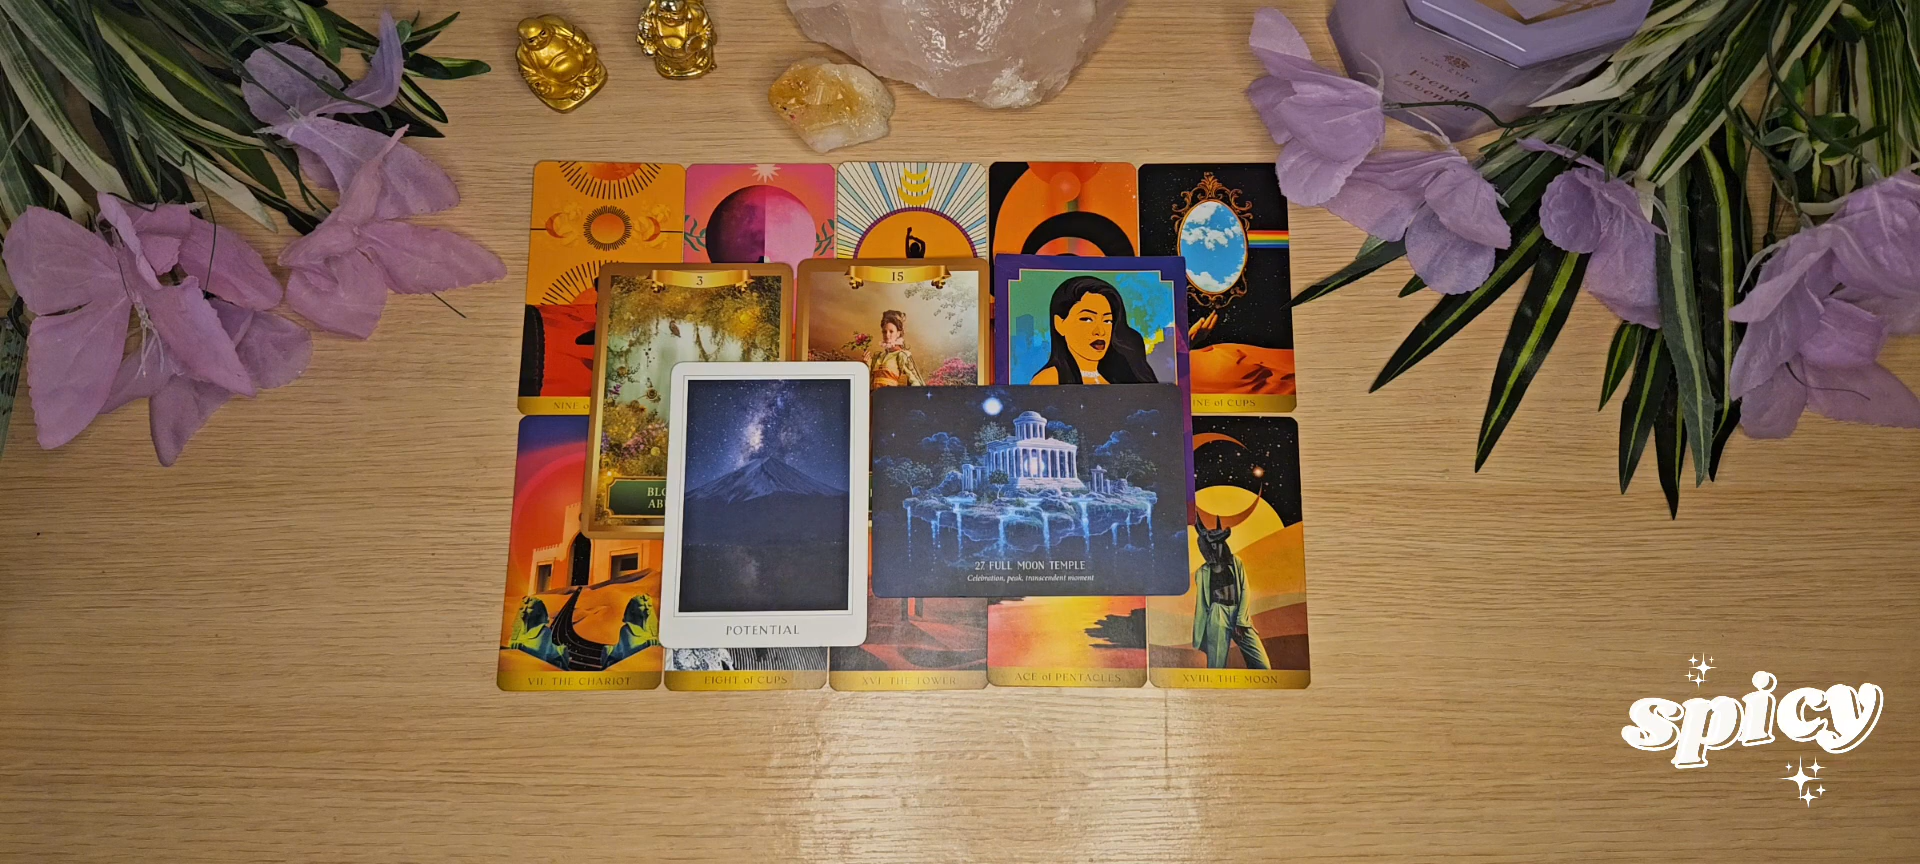 French
3
15
NINE of CUPS
POTENTIAL
27 FULL MOON TEMPLE
Celebration, peak, transcendent moment
VII. THE CHARIOT
EIGHT of CUPS
XVI. THE TOWER
ACE of PENTACLES
XVIII. THE MOON
spicy